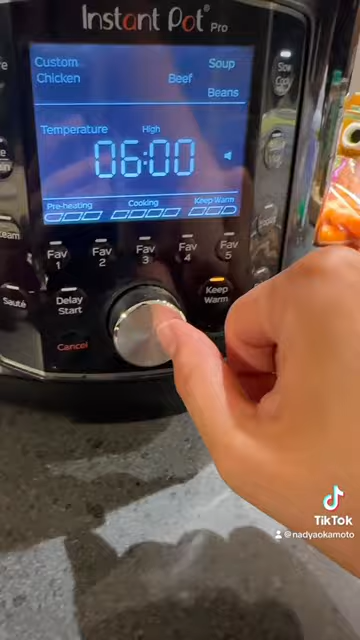 Instant Pot® Pro
Custom Soup
Chicken Beef
Beans
Temperature High
06:00
Pre-heating Cooking Keep Warm
Slow
Cook
Fav Fav Fav Fav Fav
1 2 3 4 5
Sauté
Delay
Start
Keep
Warm
Cancel
TikTok
@nadyaokamoto